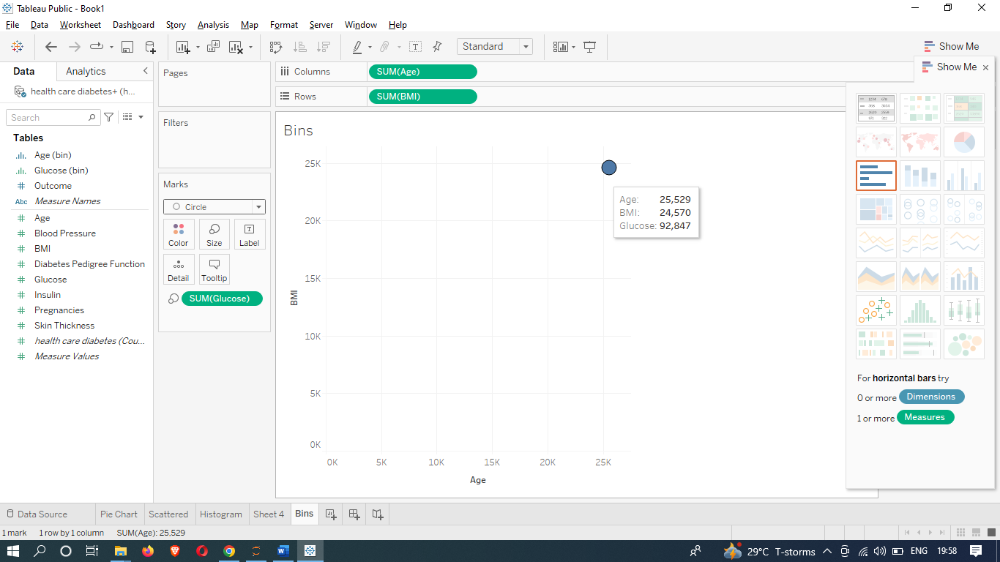 Tableau Public - Book1
File Data Worksheet Dashboard Story Analysis Map Format Server Window Help
Standard
Show Me
Data Analytics
health care diabetes+ (h...
Search
Tables
Age (bin)
Glucose (bin)
Outcome
Abc Measure Names
Age
Blood Pressure
BMI
Diabetes Pedigree Function
Glucose
Insulin
Pregnancies
Skin Thickness
health care diabetes (Cou...
Measure Values
Pages
Filters
Marks
Circle
Color Size Label
Detail Tooltip
SUM(Glucose)
Columns SUM(Age)
Rows SUM(BMI)
Bins
25K
20K
15K
10K
5K
0K
BMI
0K 5K 10K 15K 20K 25K
Age
Age: 25,529
BMI: 24,570
Glucose: 92,847
Show Me
For horizontal bars try
0 or more Dimensions
1 or more Measures
Data Source Pie Chart Scattered Histogram Sheet 4 Bins
1 mark 1 row by 1 column SUM(Age): 25,529
29°C T-storms ENG 19:58